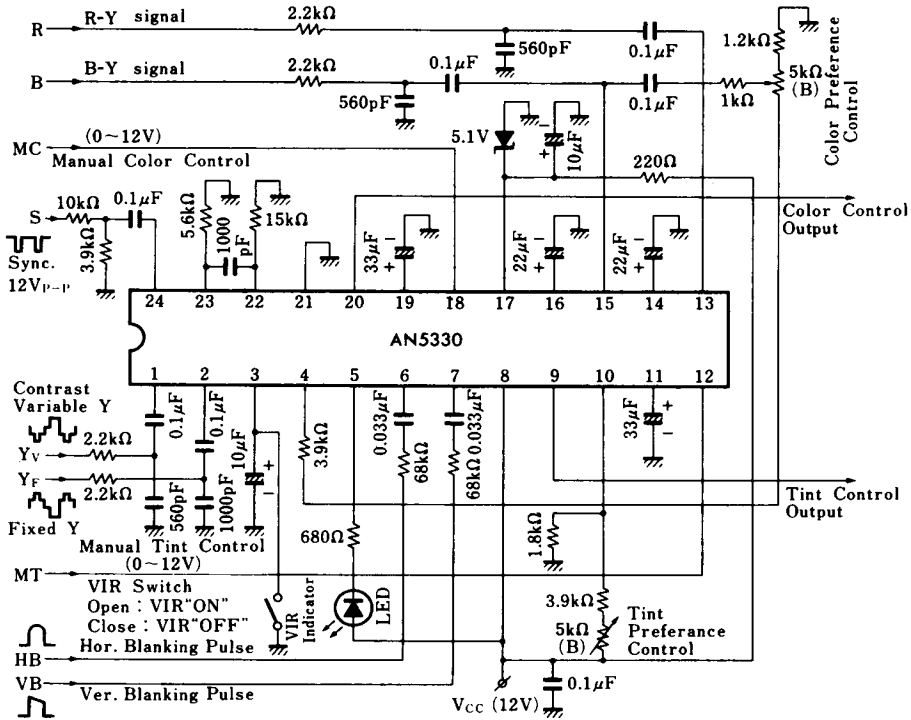 R
R-Y signal
2.2kΩ
560pF
0.1μF
1.2kΩ
B
B-Y signal
2.2kΩ
560pF
0.1μF
0.1μF
1kΩ
5kΩ
(B)
Color Preference
Control
MC
(0~12V)
Manual Color Control
5.1V
10μF
− +
220Ω
S
10kΩ
0.1μF
3.9kΩ
Sync.
12VP-P
5.6kΩ
1000
pF
15kΩ
33μF
− +
22μF
− +
22μF
− +
Color Control
Output
24 23 22 21 20 19 18 17 16 15 14 13
AN5330
1 2 3 4 5 6 7 8 9 10 11 12
Contrast
Variable Y
YV
2.2kΩ
YF
2.2kΩ
Fixed Y
0.1μF
0.1μF
560pF
1000pF
10μF
+ −
3.9kΩ
0.033μF
68kΩ
0.033μF
68kΩ
33μF
+ −
Tint Control
Output
Manual Tint Control
(0~12V)
MT
VIR Switch
Open : VIR"ON"
Close : VIR"OFF"
680Ω
VIR
Indicator
LED
1.8kΩ
3.9kΩ
5kΩ
(B)
Tint
Preferance
Control
HB
Hor. Blanking Pulse
VB
Ver. Blanking Pulse
VCC (12V)
0.1μF